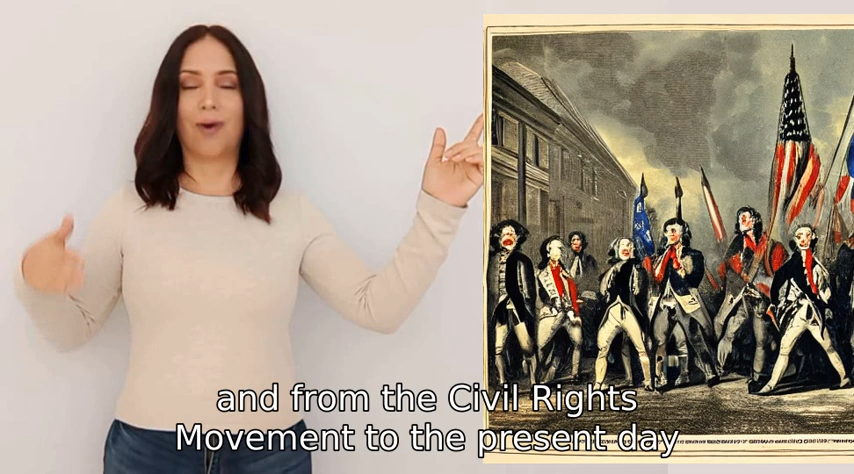 and from the Civil Rights
Movement to the present day